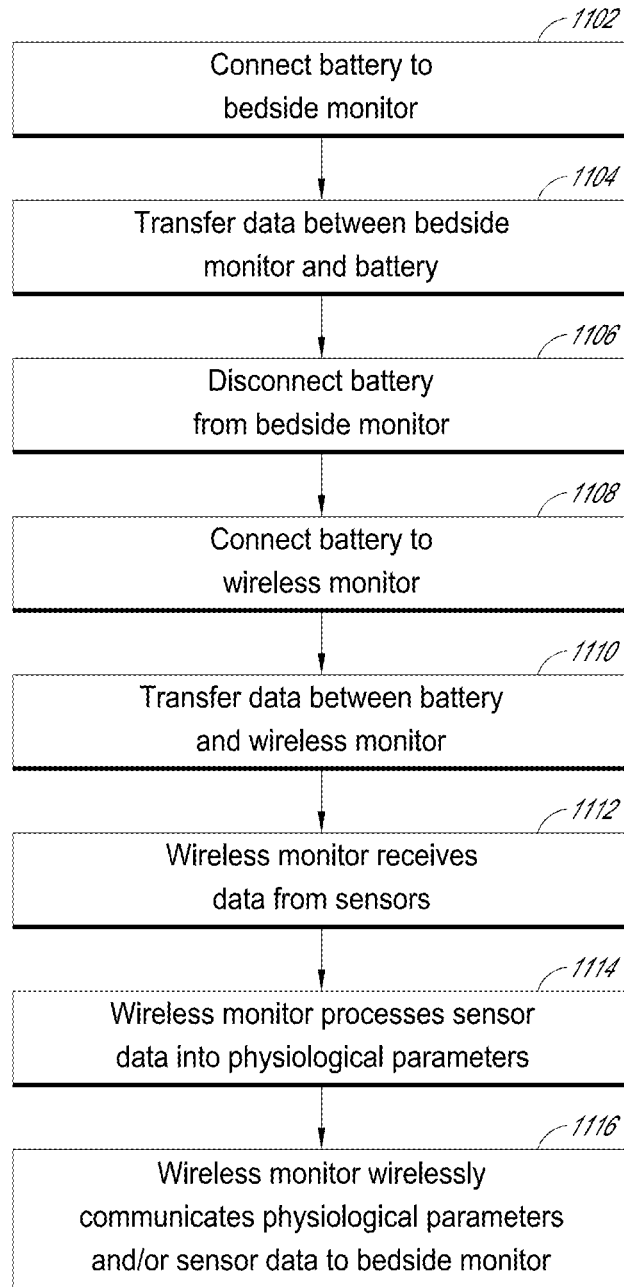 1102
Connect battery to
bedside monitor
1104
Transfer data between bedside
monitor and battery
1106
Disconnect battery
from bedside monitor
1108
Connect battery to
wireless monitor
1110
Transfer data between battery
and wireless monitor
1112
Wireless monitor receives
data from sensors
1114
Wireless monitor processes sensor
data into physiological parameters
1116
Wireless monitor wirelessly
communicates physiological parameters
and/or sensor data to bedside monitor